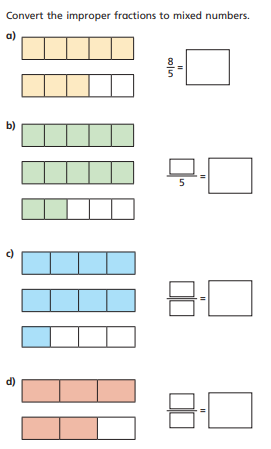 Convert the improper fractions to mixed numbers.
a)
8
5
=
b)
5
=
c)
=
d)
=